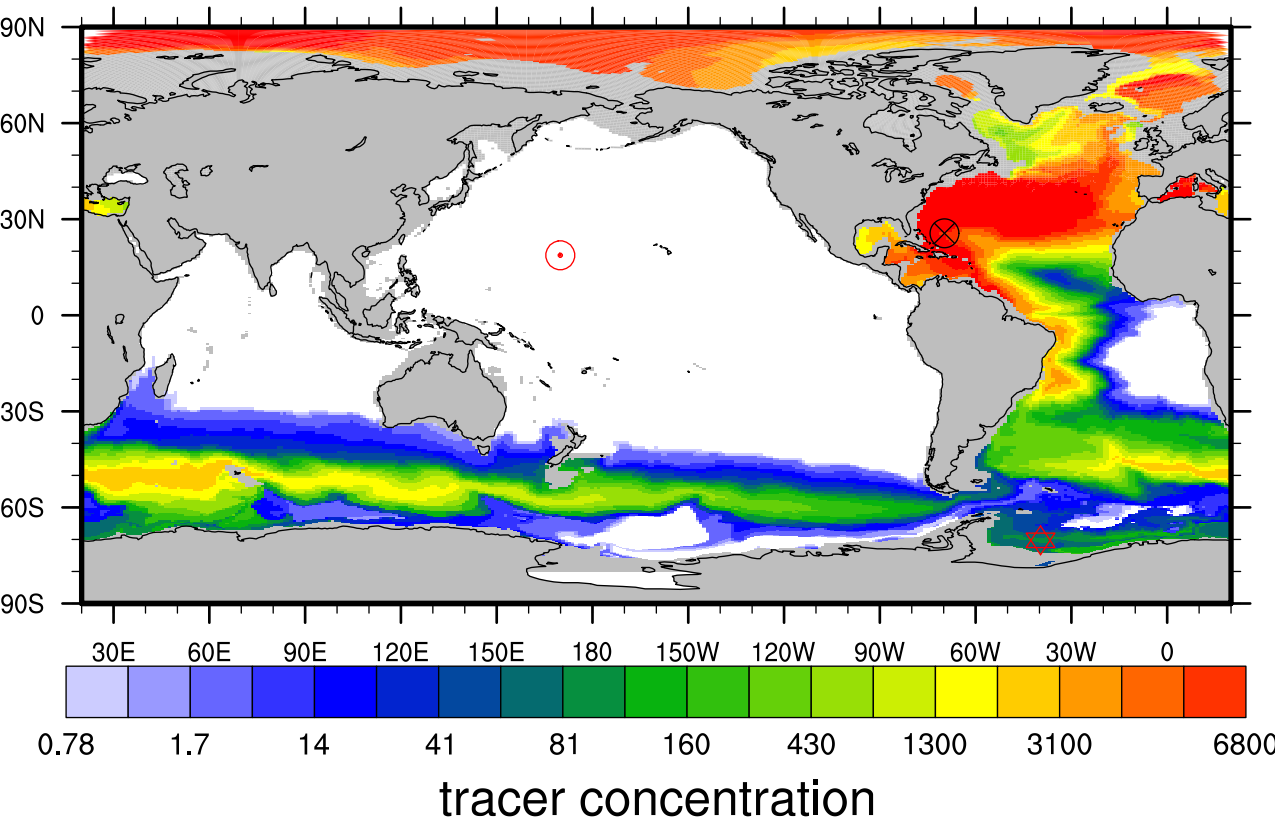 90N
60N
30N
0
30S
60S
90S
30E 60E 90E 120E 150E 180 150W 120W 90W 60W 30W 0
0.78 1.7 14 41 81 160 430 1300 3100 6800
tracer concentration